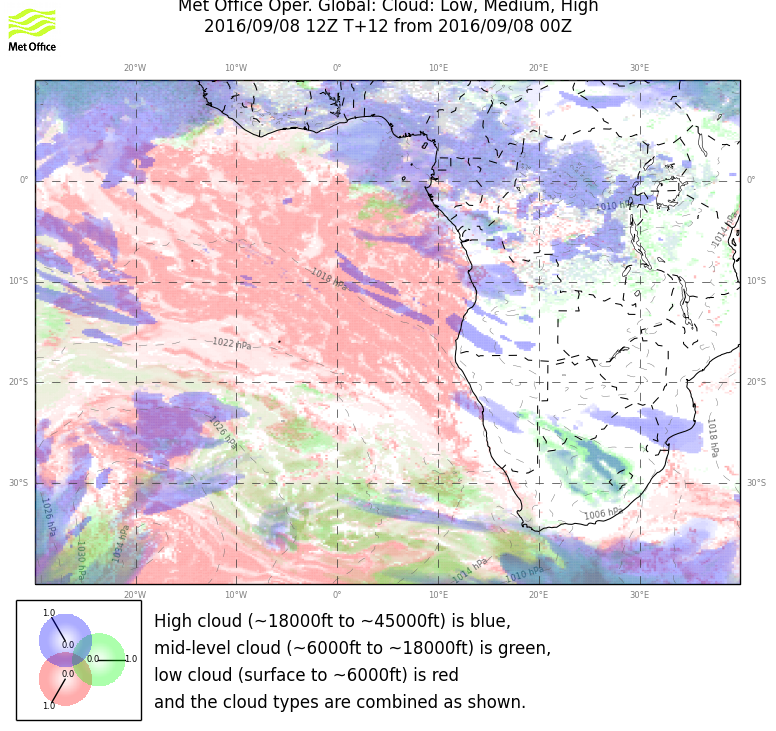 Met Office Oper. Global: Cloud: Low, Medium, High
2016/09/08 12Z T+12 from 2016/09/08 00Z
Met Office
20°W 10°W 0° 10°E 20°E 30°E
0° 0°
1010 hPa
1014 hPa
1018 hPa
10°S 10°S
1022 hPa
20°S 20°S
1026 hPa
1018 hPa
30°S 30°S
1026 hPa
1006 hPa
1034 hPa
1030 hPa
1014 hPa
1010 hPa
20°W 10°W 0° 10°E 20°E 30°E
1.0
0.0
0.0 1.0
0.0
1.0
High cloud (~18000ft to ~45000ft) is blue,
mid-level cloud (~6000ft to ~18000ft) is green,
low cloud (surface to ~6000ft) is red
and the cloud types are combined as shown.